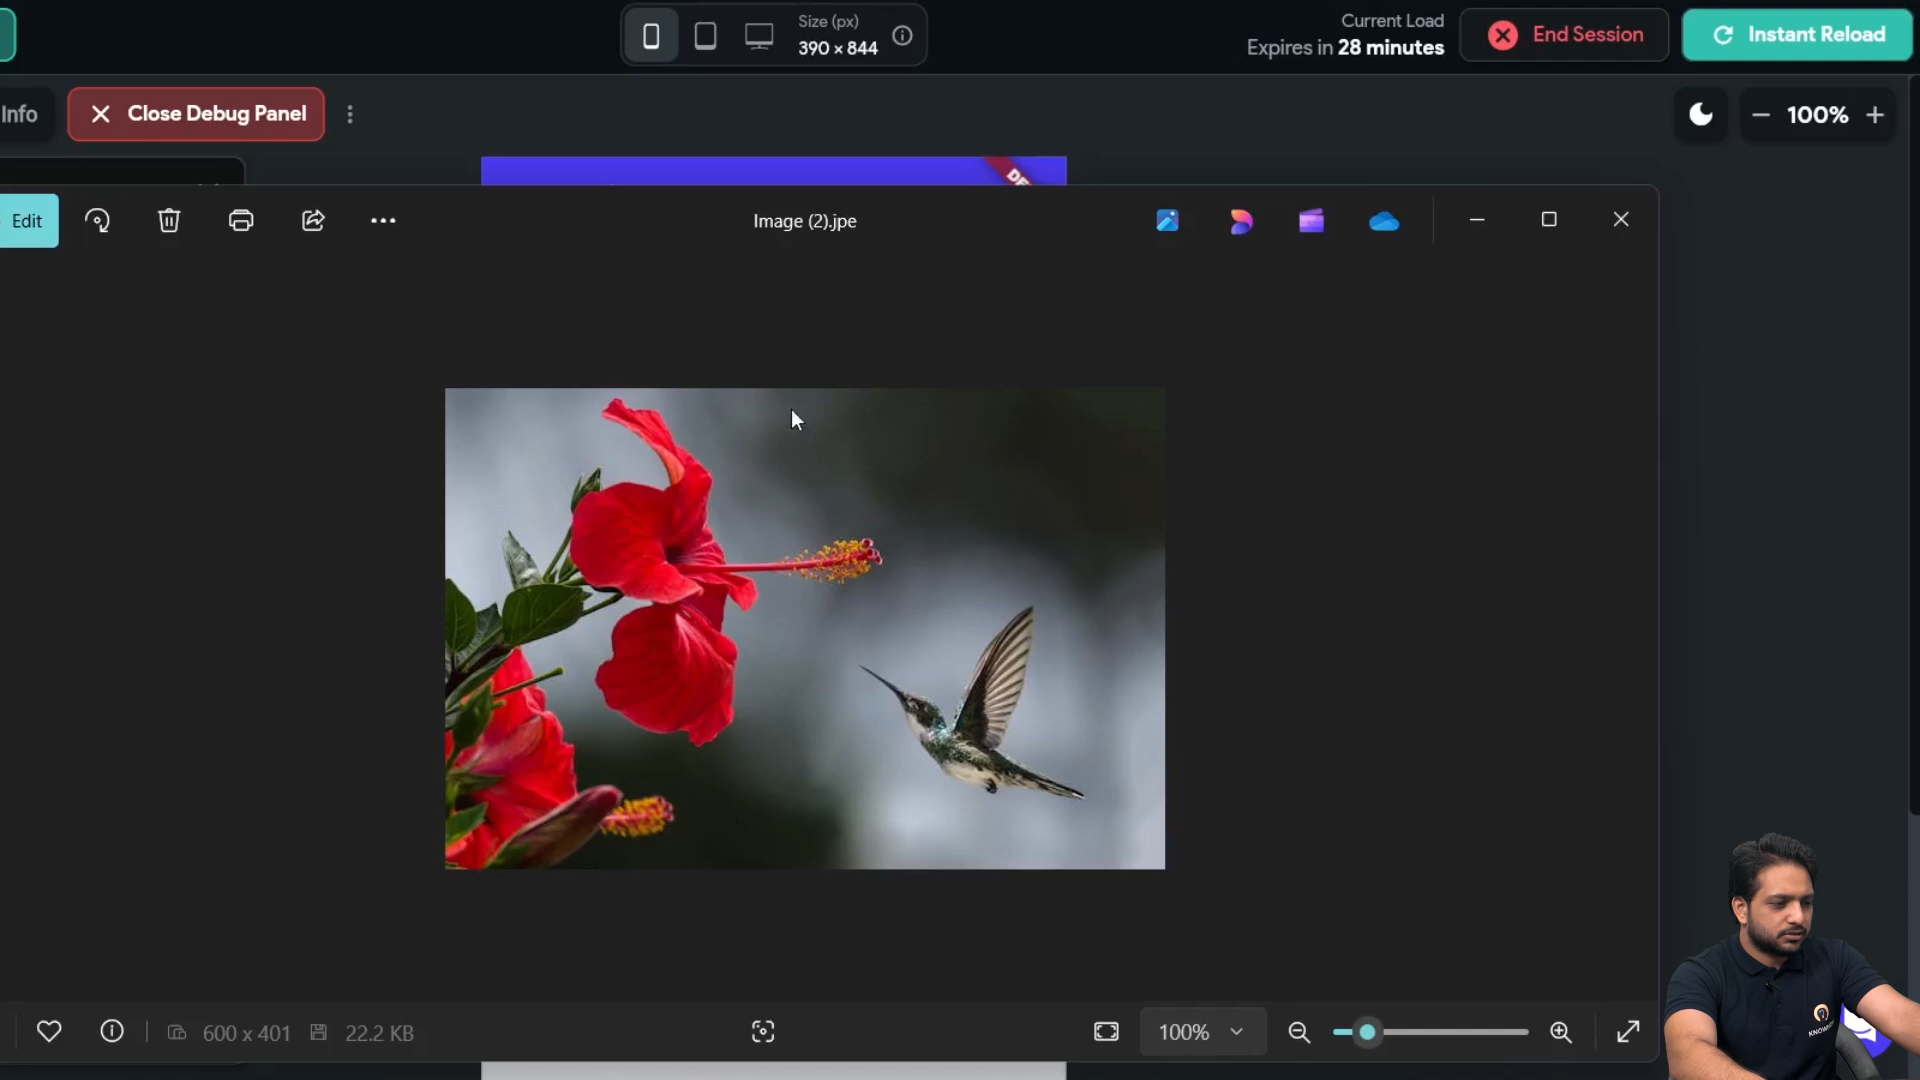 Size (px)
390 × 844
Current Load
Expires in 28 minutes
End Session
Instant Reload
Info
Close Debug Panel
100%
Edit
Image (2).jpe
600 x 401
22.2 KB
100%